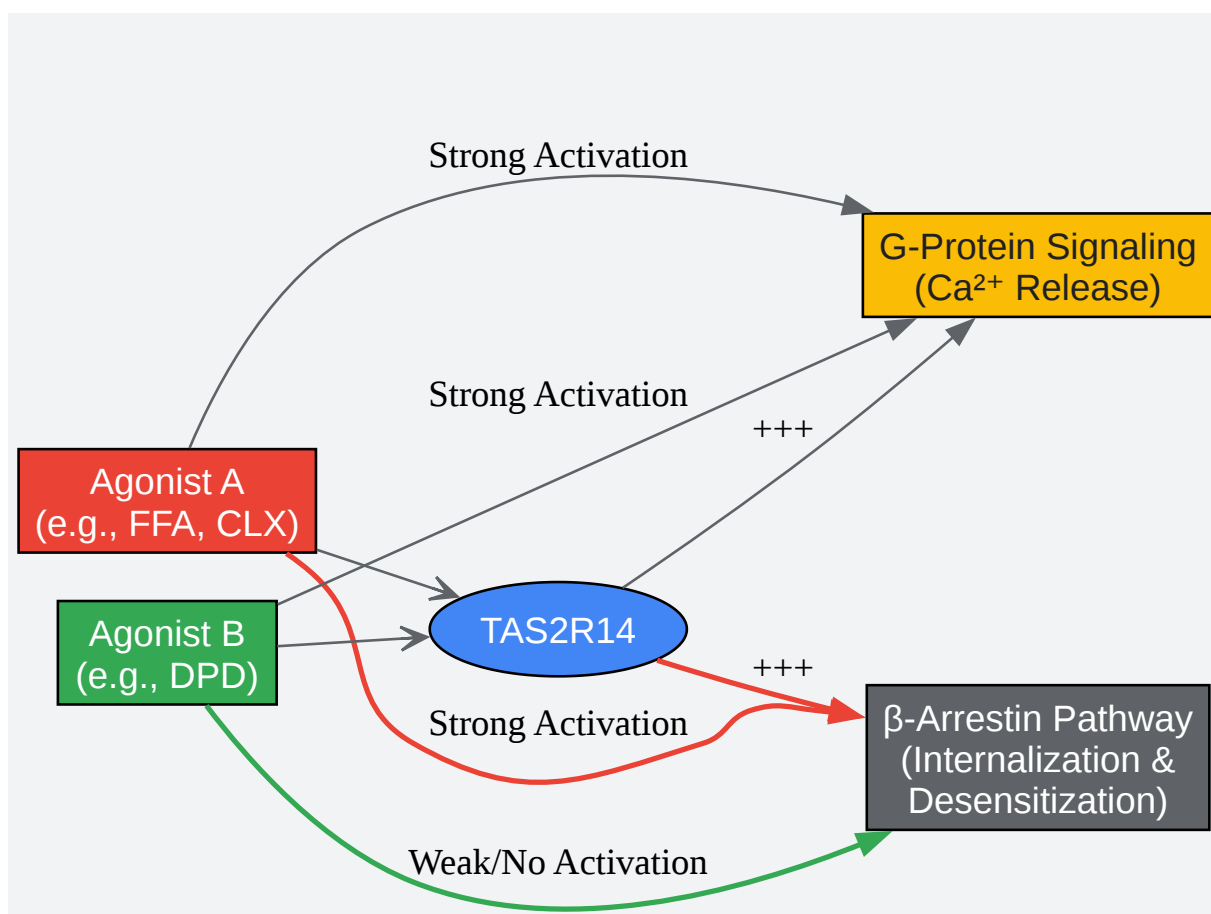 Strong Activation
G-Protein Signaling
(Ca²⁺ Release)
Strong Activation
+++
Agonist A
(e.g., FFA, CLX)
Agonist B
(e.g., DPD)
TAS2R14
+++
Strong Activation
β-Arrestin Pathway
(Internalization &
Desensitization)
Weak/No Activation